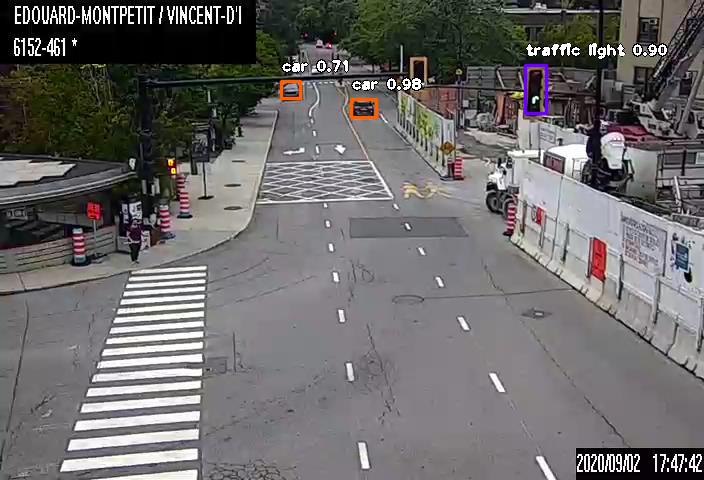 EDOUARD-MONTPETIT / VINCENT-D'I
6152-461 *
car 0.71
car 0.98
traffic light 0.90
2020/09/02 17:47:42